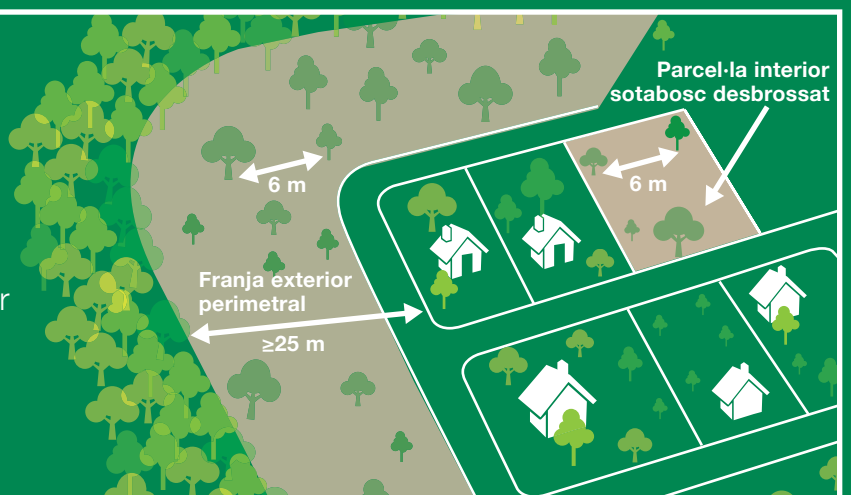 Parcel·la interior
sotabosc desbrossat
6 m
6 m
Franja exterior
perimetral
≥25 m